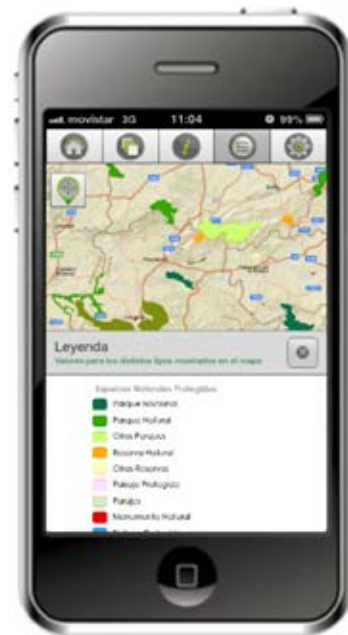 movistar 3G 11:04 99%
Leyenda
Valores para los distintos tipos mostrados en el mapa
Espacios Naturales Protegidos
Parque Nacional
Parque Natural
Otros Parques
Reserva Natural
Otras Reservas
Paisaje Protegido
Parajes
Monumento Natural